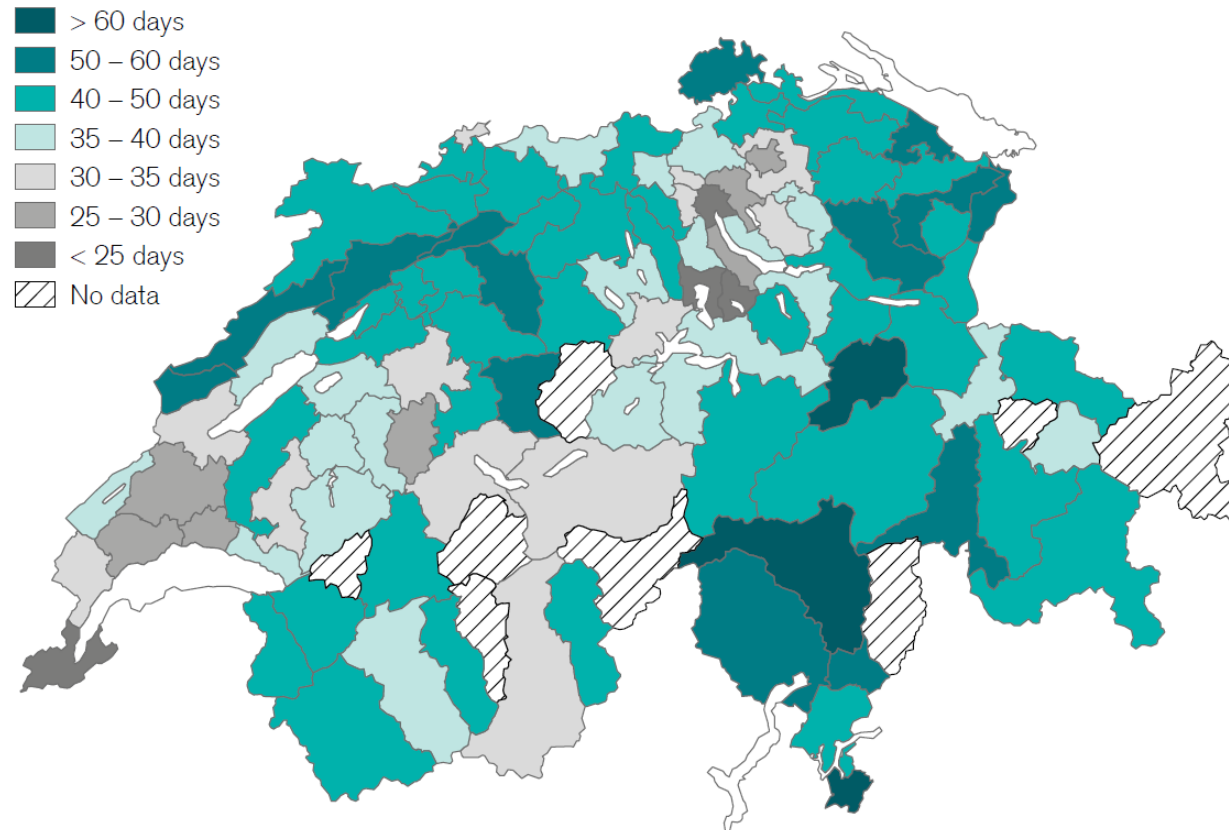 > 60 days
50 – 60 days
40 – 50 days
35 – 40 days
30 – 35 days
25 – 30 days
< 25 days
No data